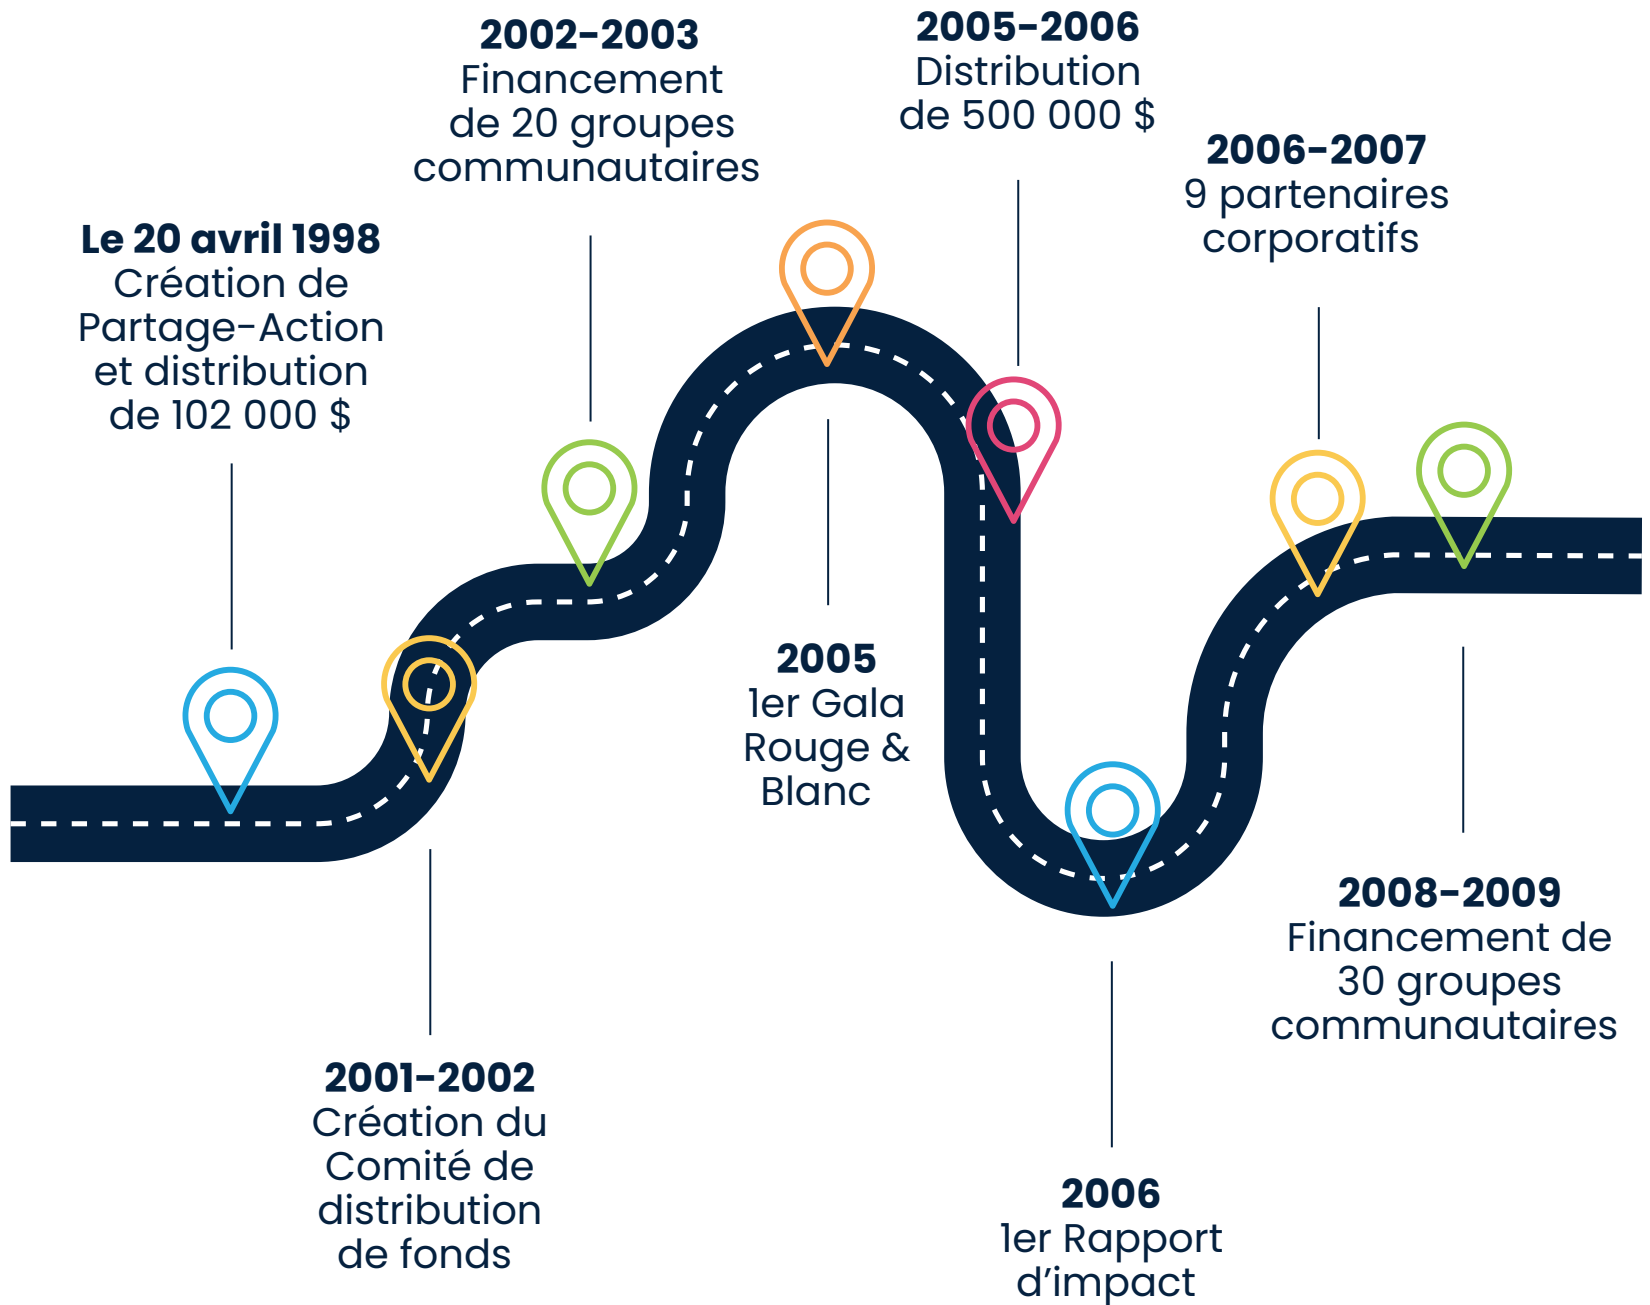 Le 20 avril 1998
Création de
Partage-Action
et distribution
de 102 000 $
2001-2002
Création du
Comité de
distribution
de fonds
2002-2003
Financement
de 20 groupes
communautaires
2005
1er Gala
Rouge &
Blanc
2005-2006
Distribution
de 500 000 $
2006
1er Rapport
d’impact
2006-2007
9 partenaires
corporatifs
2008-2009
Financement de
30 groupes
communautaires